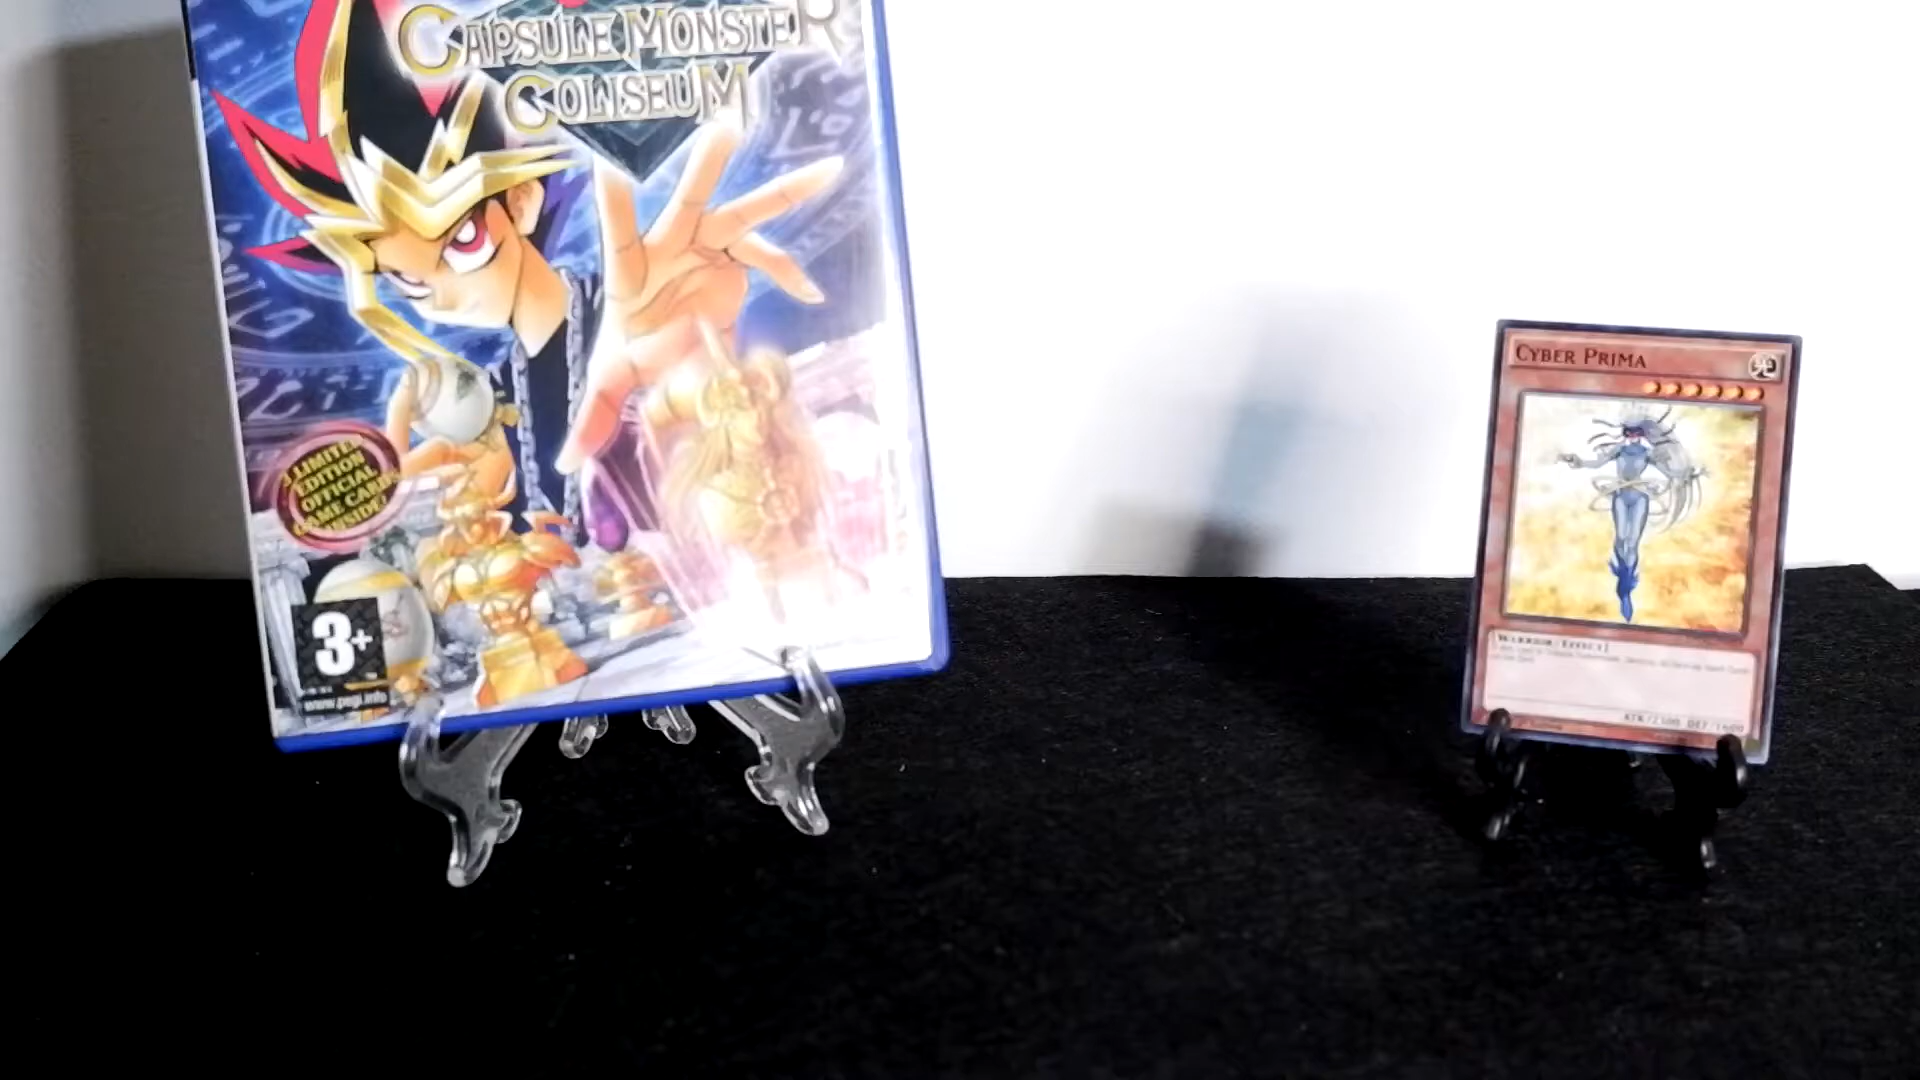 CAPSULE MONSTER
COLISEUM
3 LIMITED
EDITION
OFFICIAL
GAME CARDS
INSIDE!
3+
www.pegi.info
CYBER PRIMA
[WARRIOR/EFFECT]
ATK/2300 DEF/1600